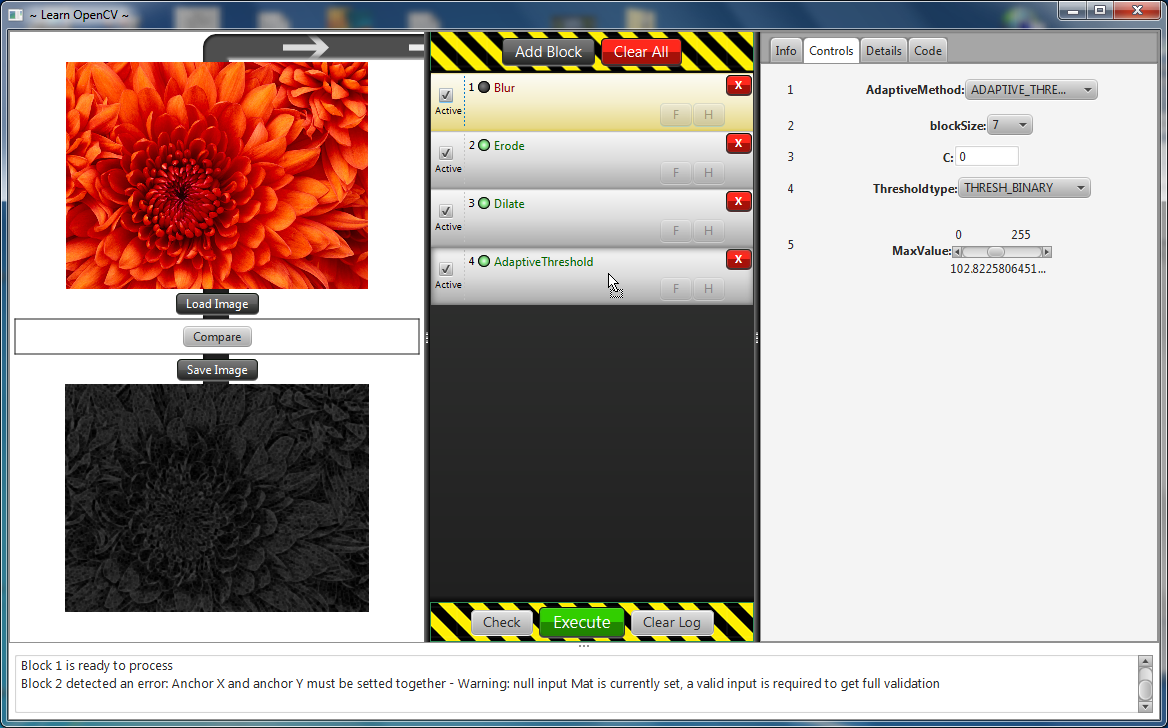 ~ Learn OpenCV ~
Load Image
Compare
Save Image
Add Block
Clear All
1 Blur X
Active F H
2 Erode X
Active F H
3 Dilate X
Active F H
4 AdaptiveThreshold X
Active F H
Check
Execute
Clear Log
Info Controls Details Code
1 AdaptiveMethod: ADAPTIVE_THRE...
2 blockSize: 7
3 C: 0
4 Thresholdtype: THRESH_BINARY
0 255
5 MaxValue:
102.8225806451...
Block 1 is ready to process
Block 2 detected an error: Anchor X and anchor Y must be setted together - Warning: null input Mat is currently set, a valid input is required to get full validation